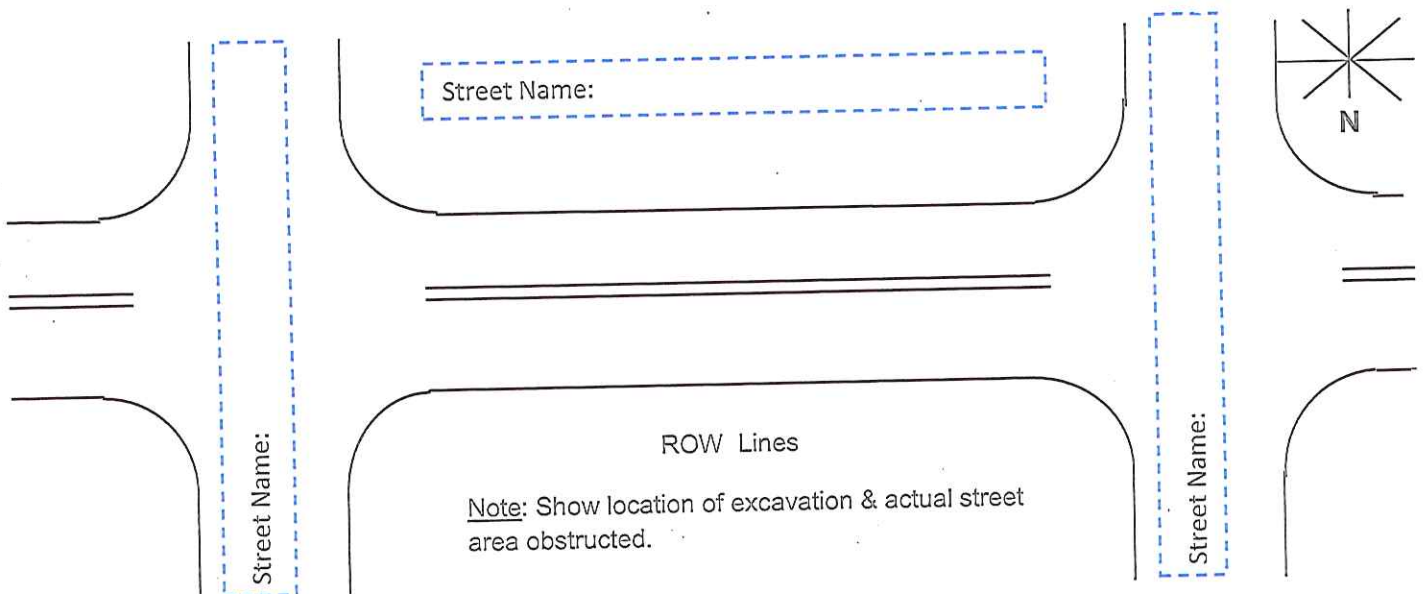 Street Name:
N
Street Name:
Street Name:
ROW Lines
Note: Show location of excavation & actual street
area obstructed.